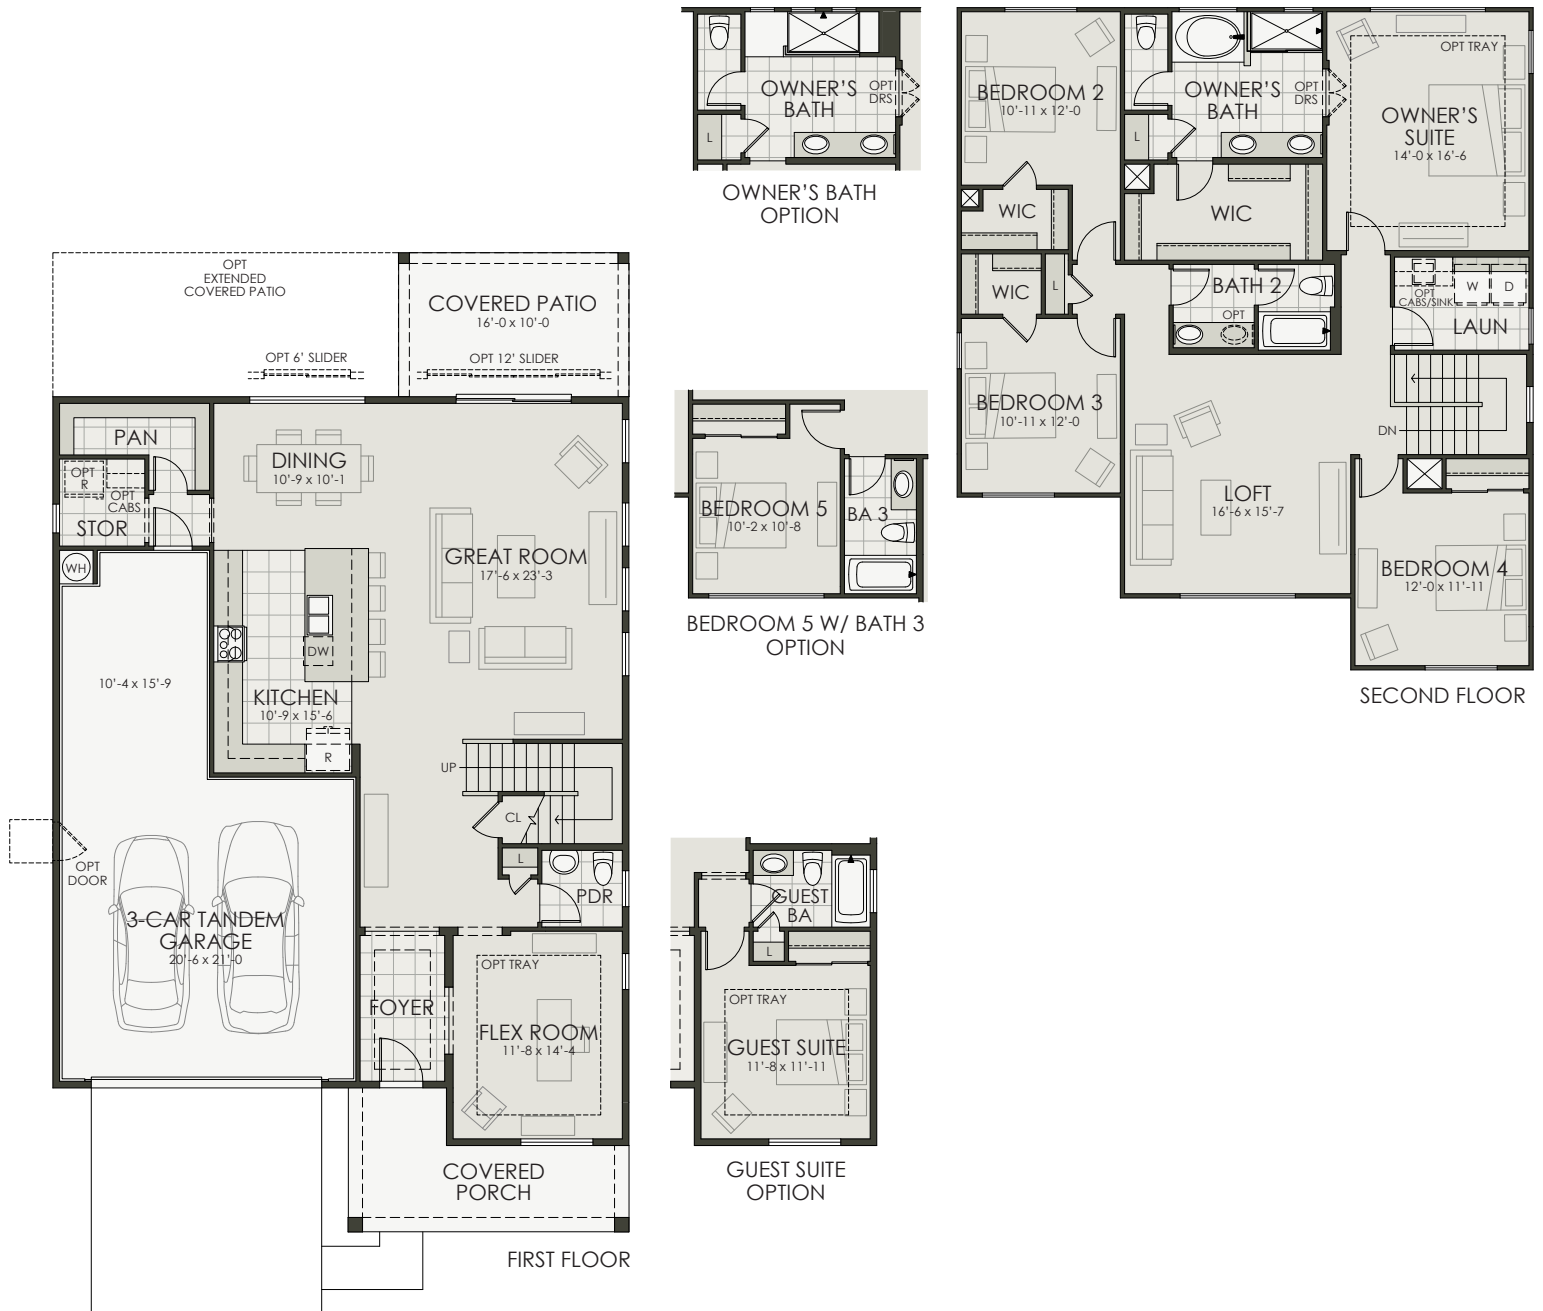 OPT
EXTENDED
COVERED PATIO
COVERED PATIO
16'-0 x 10'-0
OPT 6' SLIDER
OPT 12' SLIDER
PAN
OPT
R
OPT
CABS
STOR
DINING
10'-9 x 10'-1
WH
GREAT ROOM
17'-6 x 23'-3
DW
10'-4 x 15'-9
KITCHEN
10'-9 x 15'-6
R
UP
CL
L
PDR
OPT
DOOR
3-CAR TANDEM
GARAGE
20'-6 x 21'-0
FOYER
OPT TRAY
FLEX ROOM
11'-8 x 14'-4
COVERED
PORCH
FIRST FLOOR
OWNER'S
BATH
OPT
DRS
L
OWNER'S BATH
OPTION
BEDROOM 5
10'-2 x 10'-8
BA 3
BEDROOM 5 W/ BATH 3
OPTION
GUEST
BA
L
OPT TRAY
GUEST SUITE
11'-8 x 11'-11
GUEST SUITE
OPTION
BEDROOM 2
10'-11 x 12'-0
OWNER'S
BATH
OPT
DRS
L
OPT TRAY
OWNER'S
SUITE
14'-0 x 16'-6
WIC
WIC
WIC
L
BATH 2
OPT
OPT
CABS/SINK
W
D
LAUN
BEDROOM 3
10'-11 x 12'-0
DN
LOFT
16'-6 x 15'-7
BEDROOM 4
12'-0 x 11'-11
SECOND FLOOR